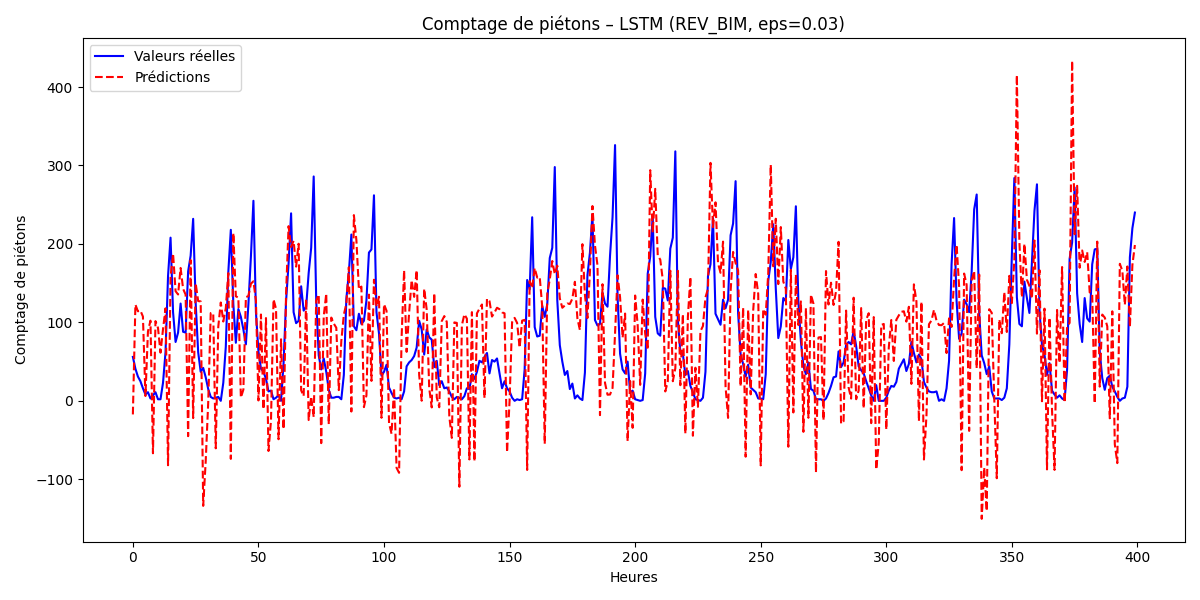 Comptage de piétons – LSTM (REV_BIM, eps=0.03)
Valeurs réelles
Prédictions
Comptage de piétons
400
300
200
100
0
−100
0 50 100 150 200 250 300 350 400
Heures